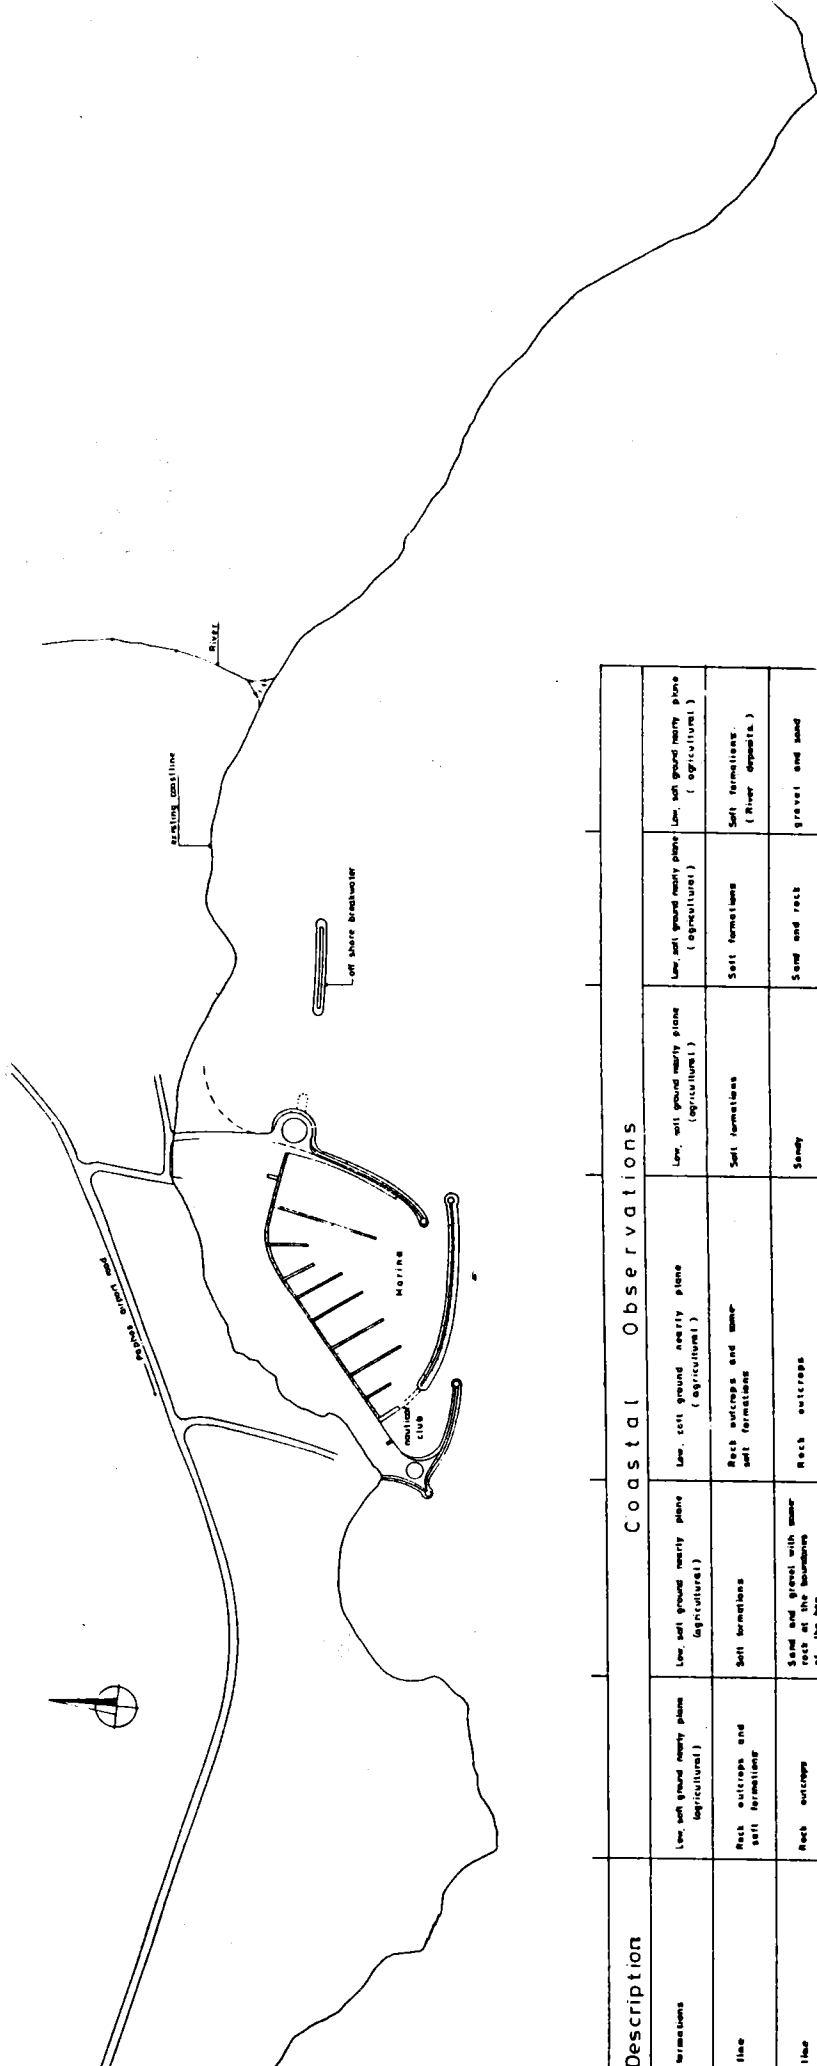 River
existing coastline
off shore breakwater
Paphos airport road
Marina
nautical
club
Description
Coastal Observations
Low, soft ground nearly plane
(agricultural)
Low, soft ground nearly plane
(agricultural)
Low, soft ground nearly plane
(agricultural)
Low, soft ground nearly plane
(agricultural)
Low, soft ground nearly plane
(agricultural)
Low, soft ground nearly plane
(agricultural)
line
Rock outcrops and
soft formations
Soft formations
Rock outcrops and some
soft formations
Soft formations
Soft formations
Soft formations.
(River deposits.)
line
Rock outcrops
Sand and gravel with some
rock at the boundaries
Rock outcrops
Sandy
Sand and rock
gravel and sand